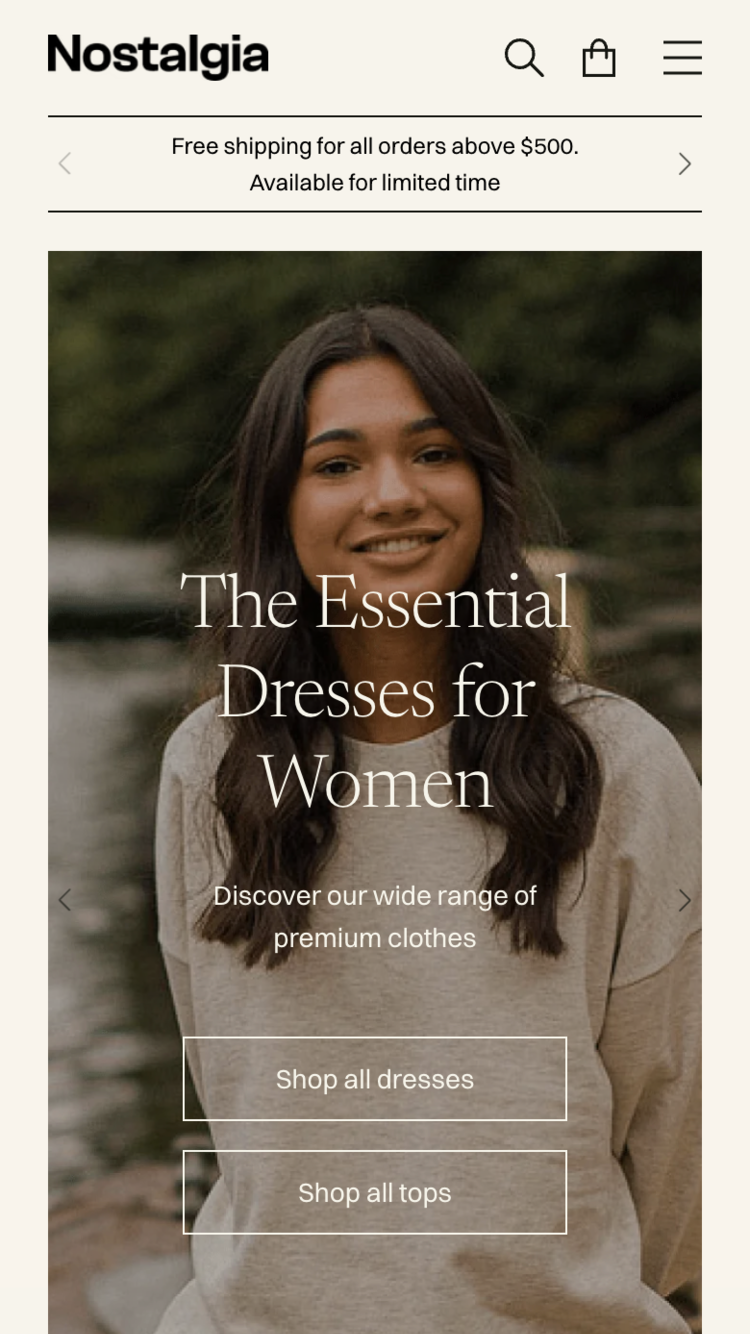 Nostalgia
Free shipping for all orders above $500.
Available for limited time
The Essential
Dresses for
Women
Discover our wide range of
premium clothes
Shop all dresses
Shop all tops